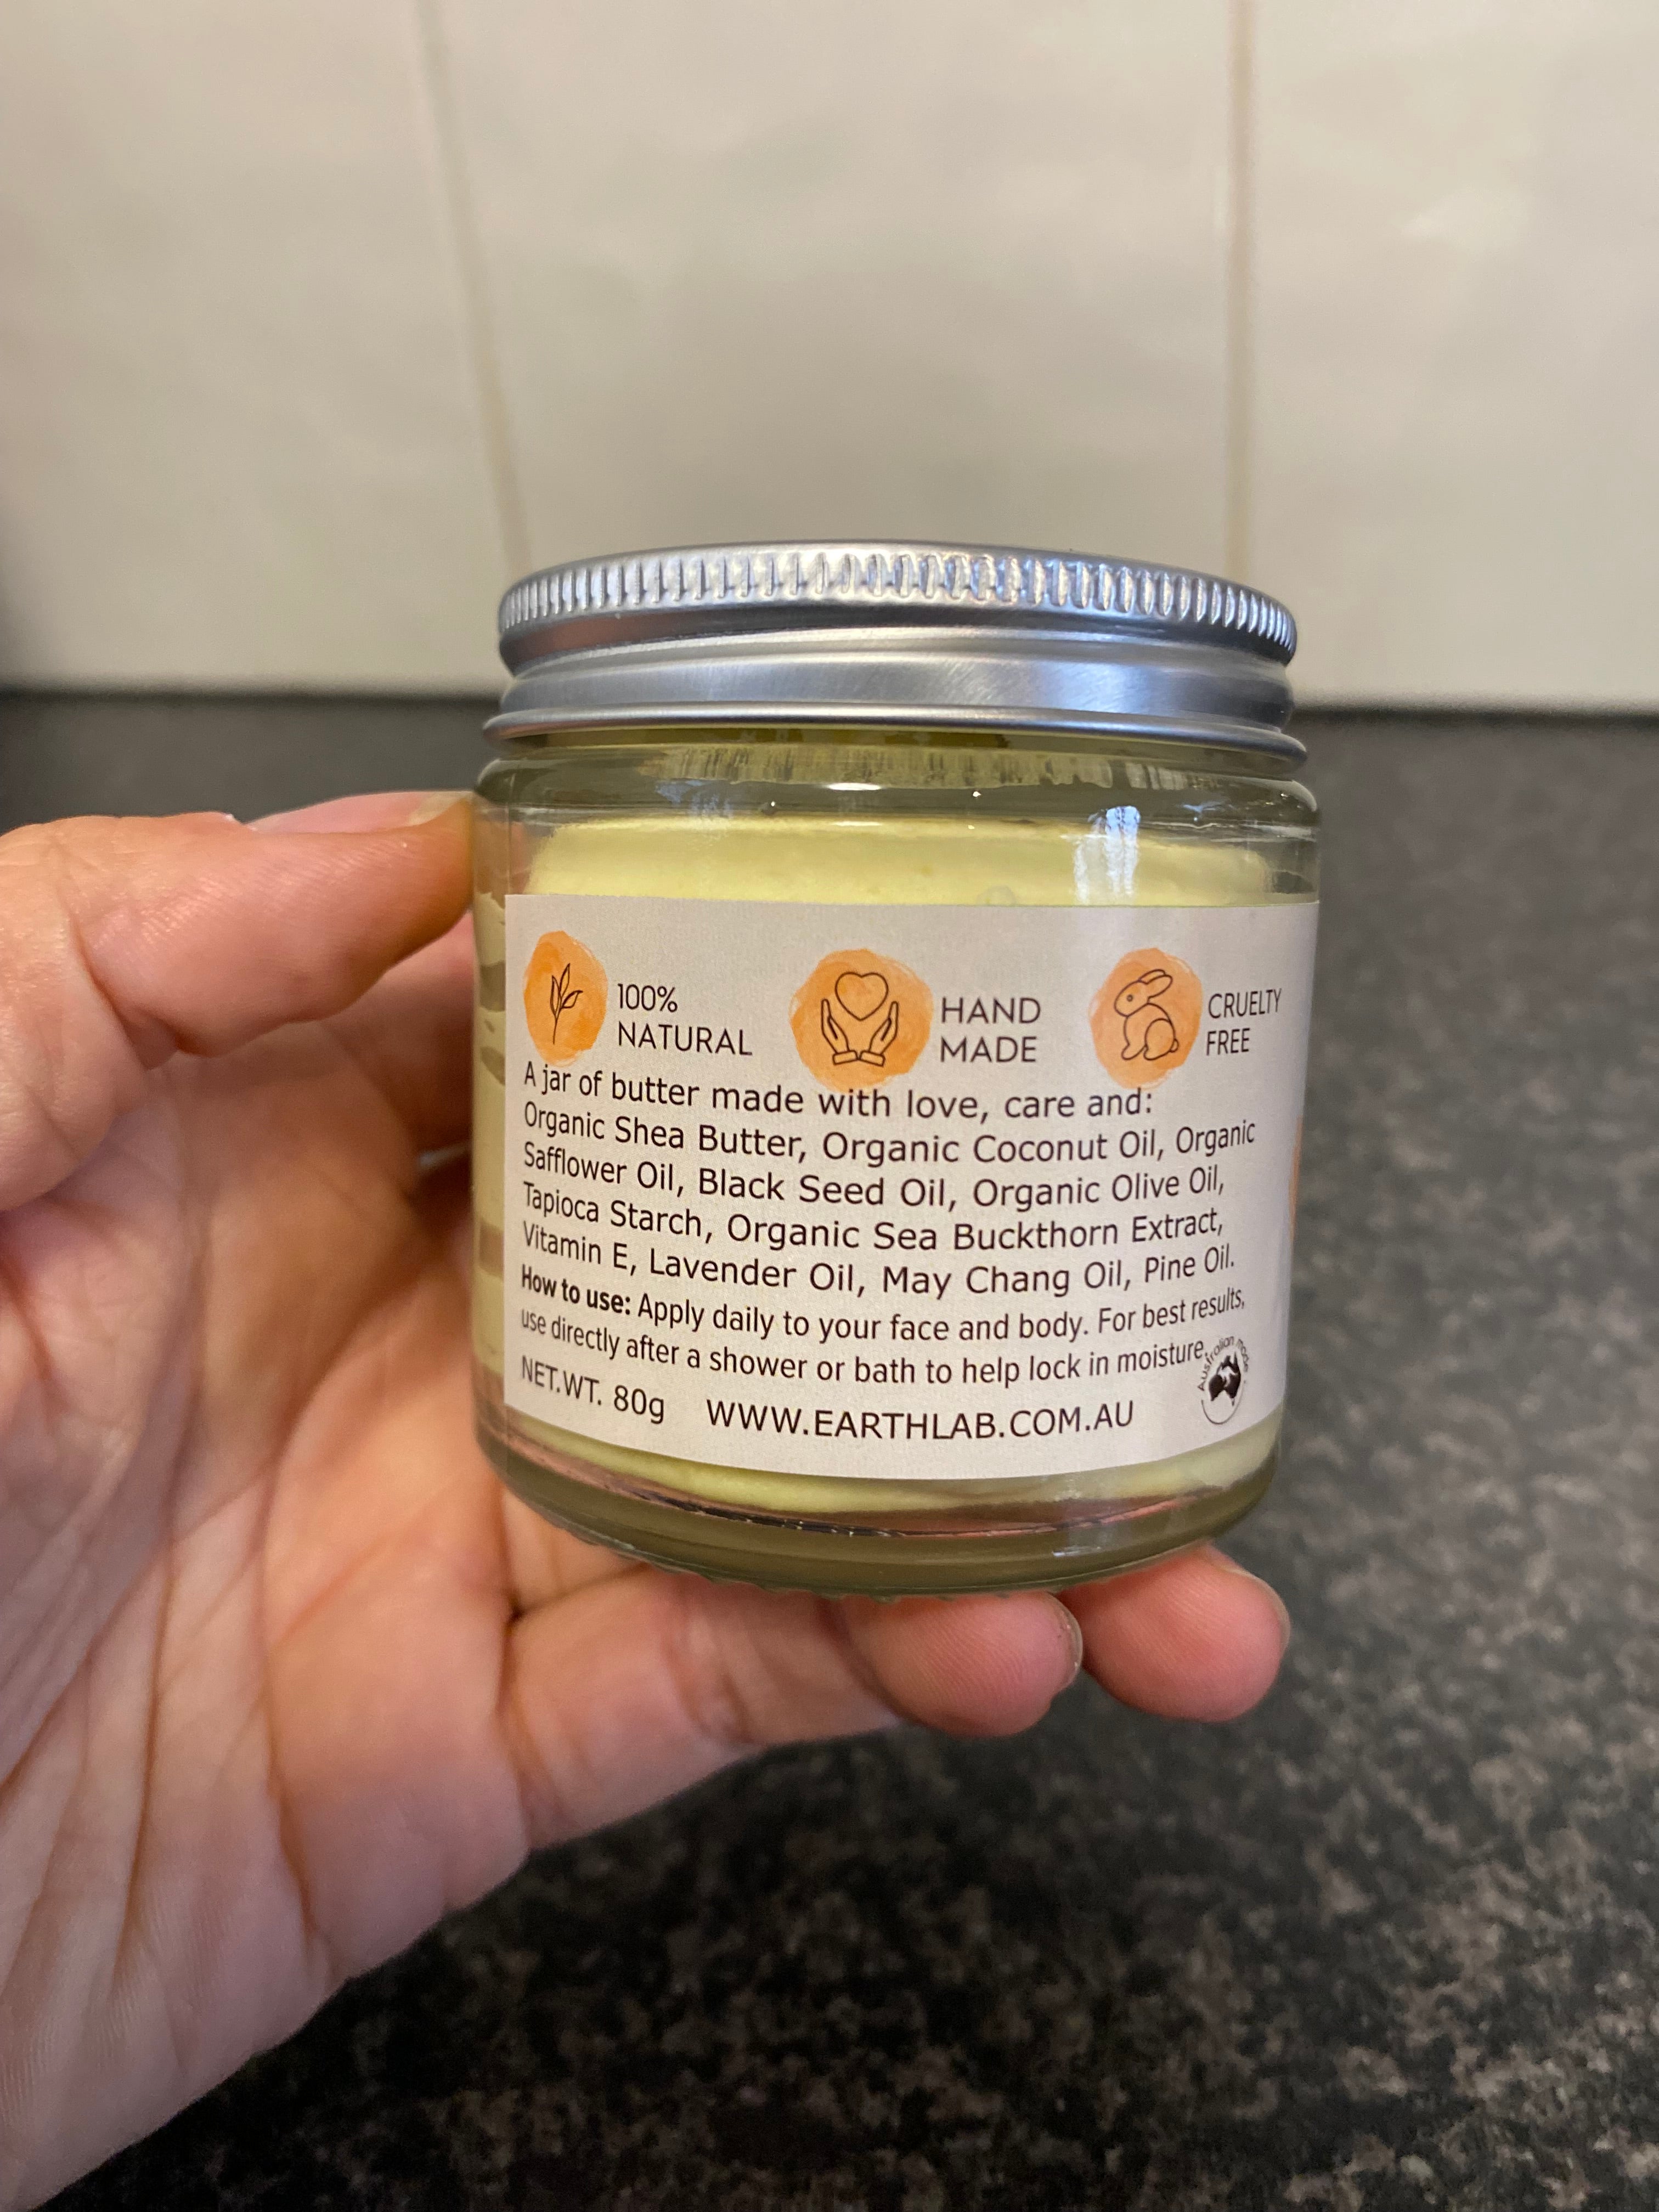 100%
NATURAL
HAND
MADE
CRUELTY
FREE
A jar of butter made with love, care and:
Organic Shea Butter, Organic Coconut Oil, Organic
Safflower Oil, Black Seed Oil, Organic Olive Oil,
Tapioca Starch, Organic Sea Buckthorn Extract,
Vitamin E, Lavender Oil, May Chang Oil, Pine Oil.
How to use: Apply daily to your face and body. For best results,
use directly after a shower or bath to help lock in moisture.
Australian Made
NET.WT. 80g
WWW.EARTHLAB.COM.AU